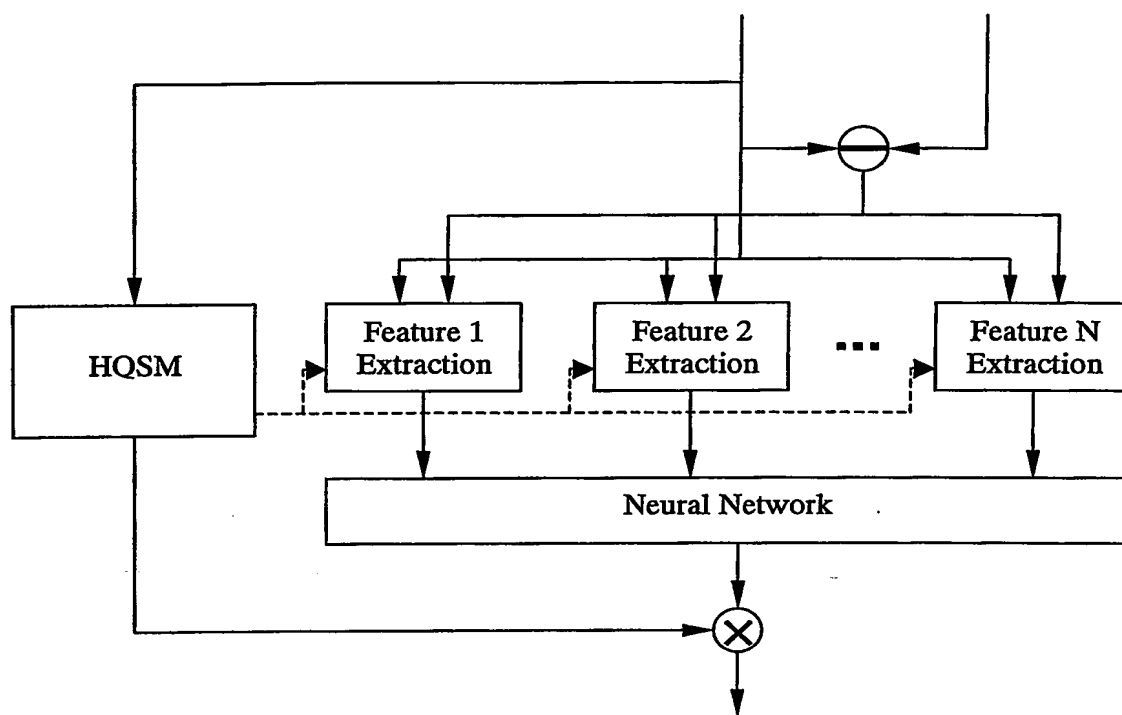 HQSM
Feature 1
Extraction
Feature 2
Extraction
...
Feature N
Extraction
Neural Network